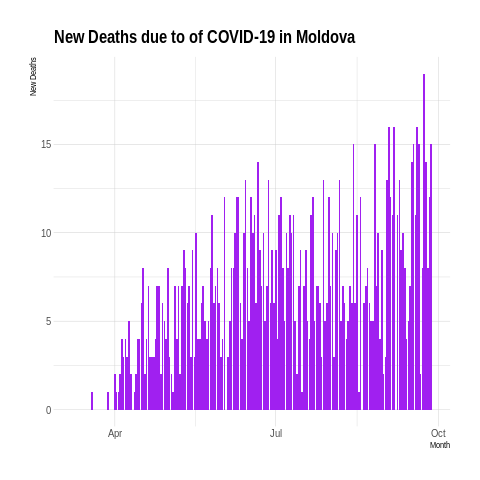 New Deaths due to of COVID-19 in Moldova
New Deaths
15
10
5
0
Apr
Jul
Oct
Month